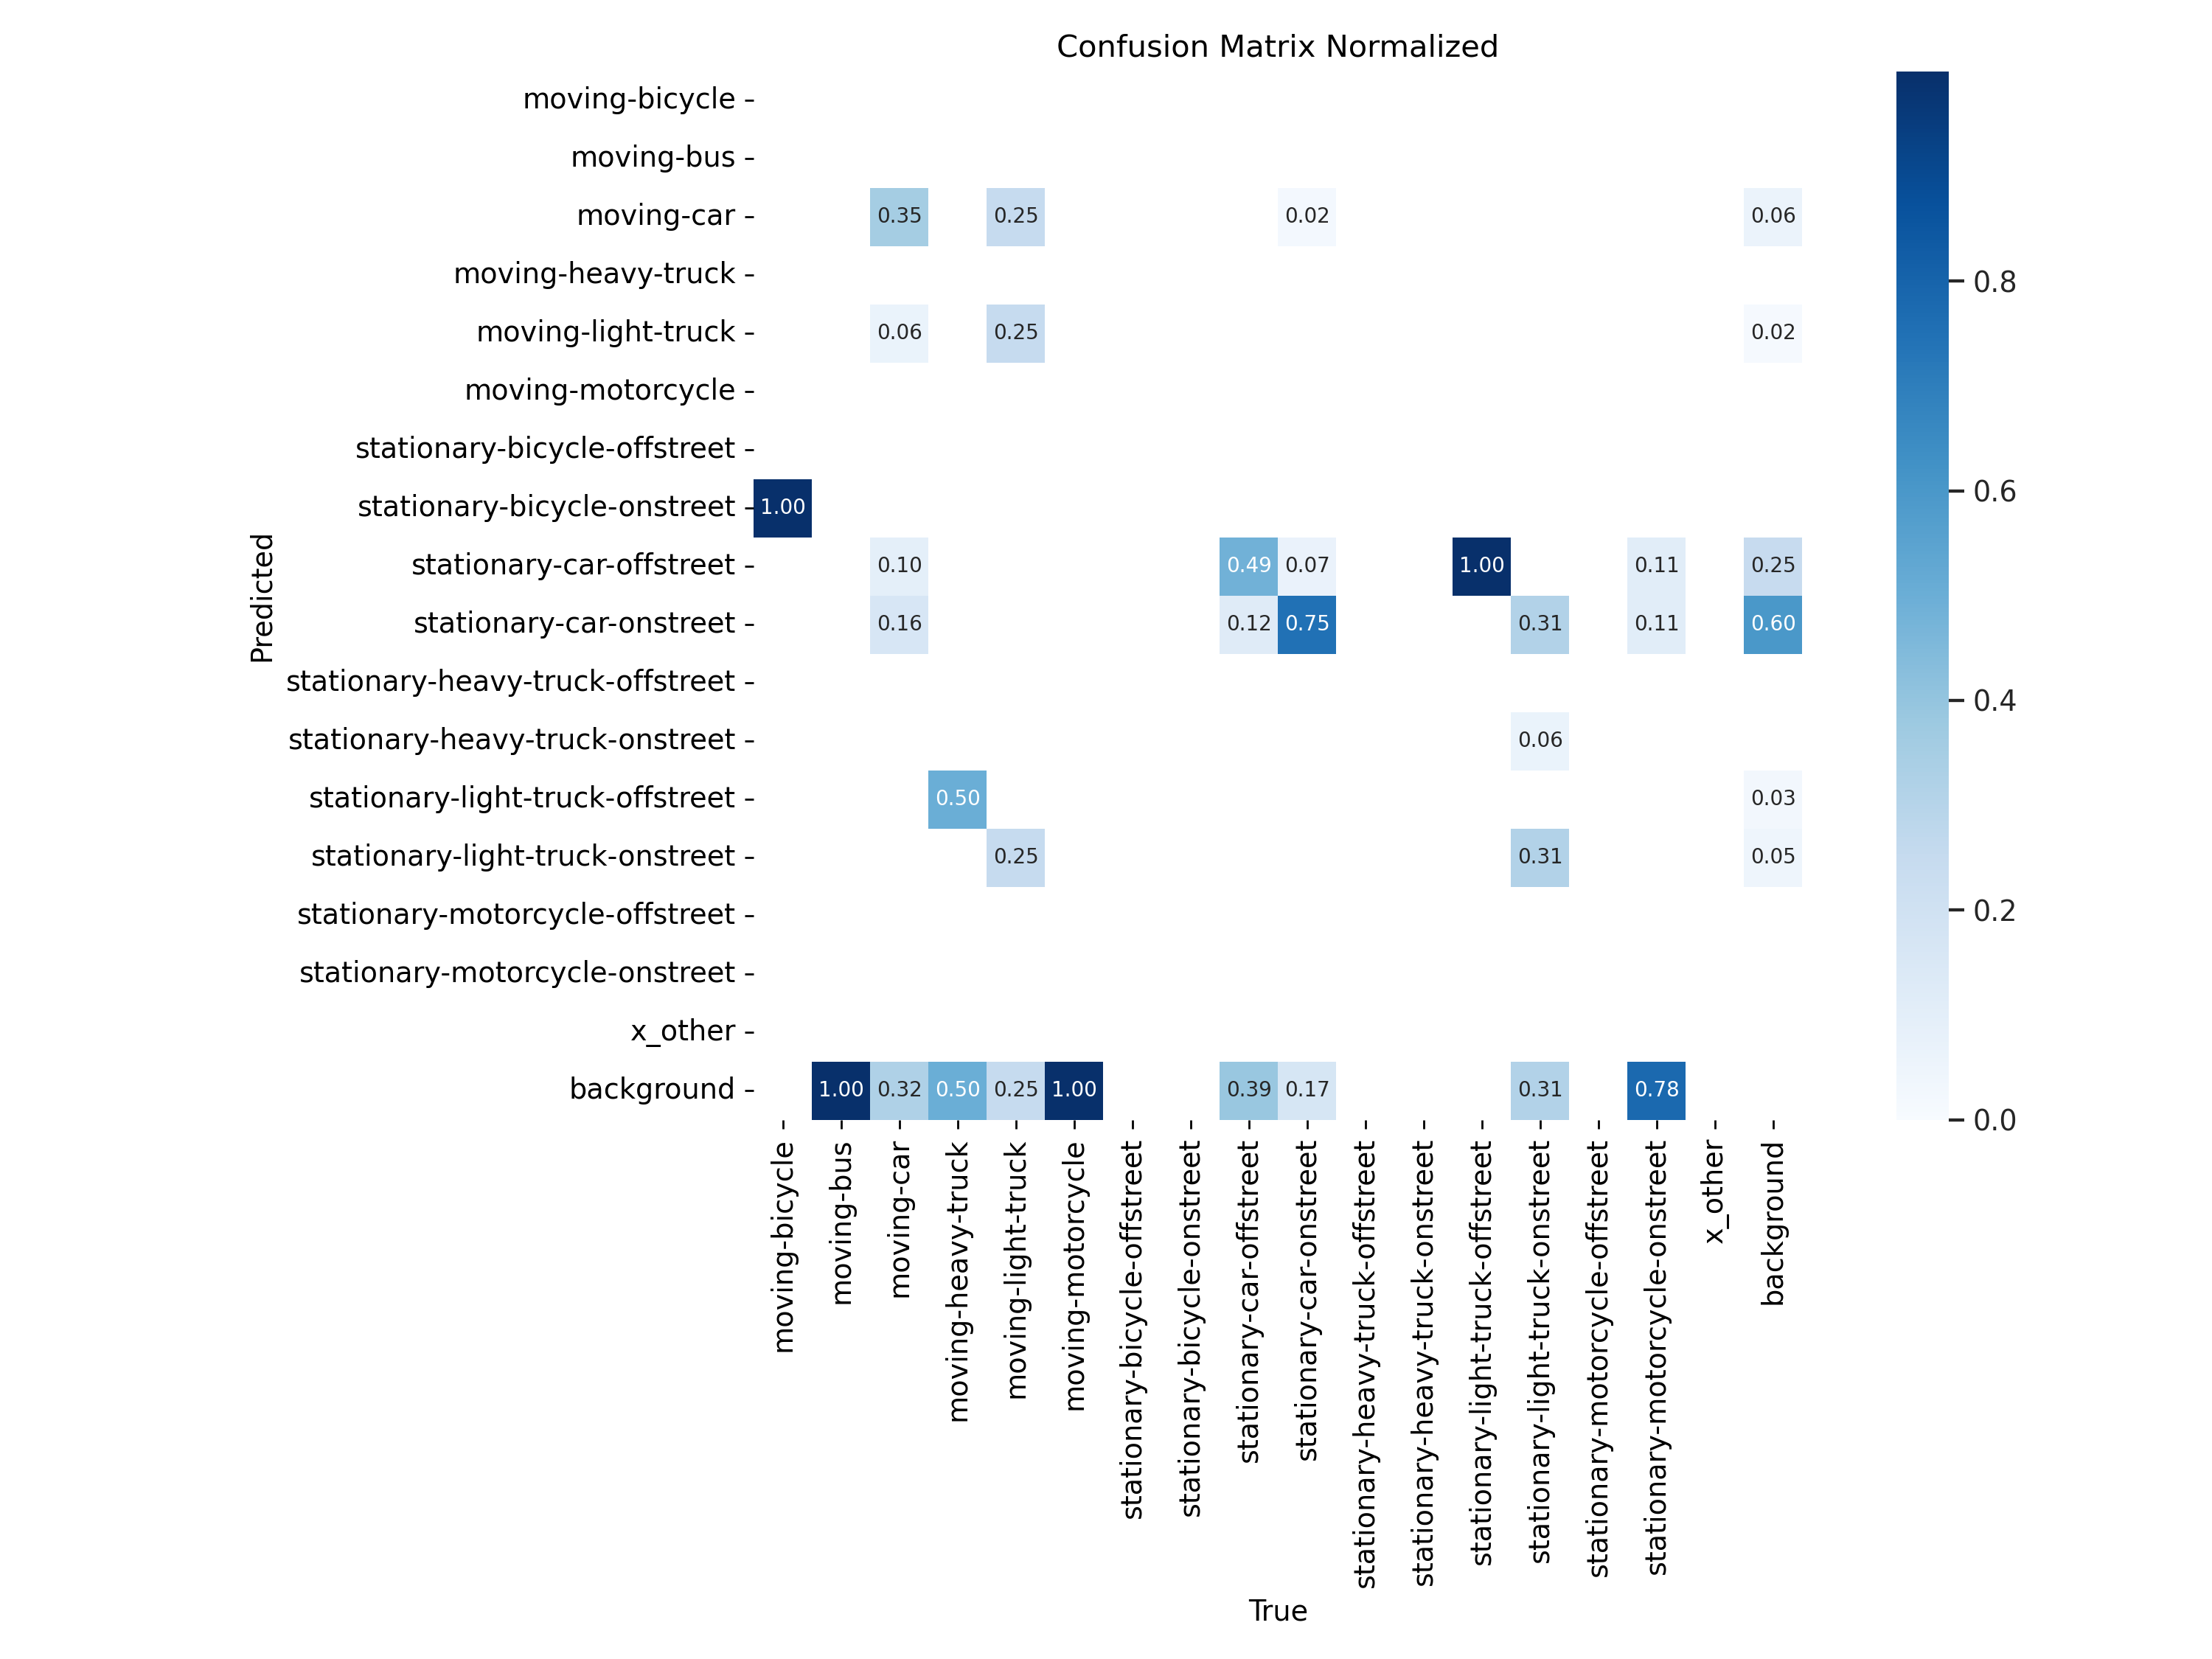 Confusion Matrix Normalized
moving-bicycle
moving-bus
moving-car 0.35 0.25 0.02 0.06
moving-heavy-truck
moving-light-truck 0.06 0.25 0.02
moving-motorcycle
stationary-bicycle-offstreet
stationary-bicycle-onstreet 1.00
stationary-car-offstreet 0.10 0.49 0.07 1.00 0.11 0.25
stationary-car-onstreet 0.16 0.12 0.75 0.31 0.11 0.60
stationary-heavy-truck-offstreet
stationary-heavy-truck-onstreet 0.06
stationary-light-truck-offstreet 0.50 0.03
stationary-light-truck-onstreet 0.25 0.31 0.05
stationary-motorcycle-offstreet
stationary-motorcycle-onstreet
x_other
background 1.00 0.32 0.50 0.25 1.00 0.39 0.17 0.31 0.78
Predicted
moving-bicycle
moving-bus
moving-car
moving-heavy-truck
moving-light-truck
moving-motorcycle
stationary-bicycle-offstreet
stationary-bicycle-onstreet
stationary-car-offstreet
stationary-car-onstreet
stationary-heavy-truck-offstreet
stationary-heavy-truck-onstreet
stationary-light-truck-offstreet
stationary-light-truck-onstreet
stationary-motorcycle-offstreet
stationary-motorcycle-onstreet
x_other
background
True
0.8
0.6
0.4
0.2
0.0